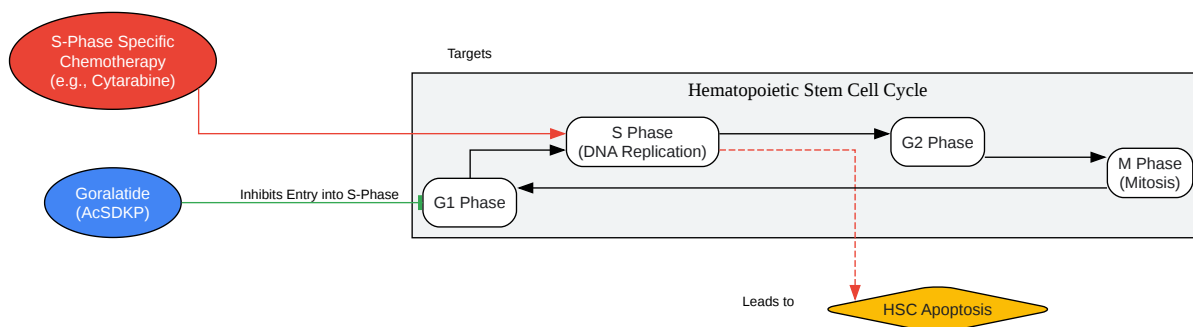 S-Phase Specific
Chemotherapy
(e.g., Cytarabine)
Targets
Hematopoietic Stem Cell Cycle
S Phase
(DNA Replication)
G2 Phase
M Phase
(Mitosis)
Goralatide
(AcSDKP)
Inhibits Entry into S-Phase
G1 Phase
Leads to
HSC Apoptosis